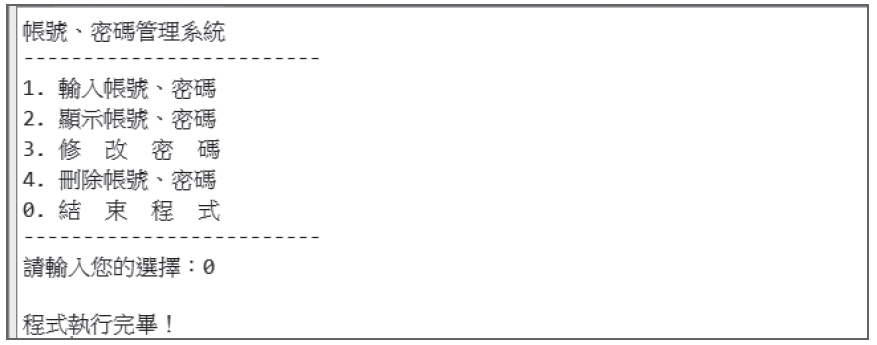 帳號、密碼管理系統
-------------------------
1. 輸入帳號、密碼
2. 顯示帳號、密碼
3. 修 改 密 碼
4. 刪除帳號、密碼
0. 結 束 程 式
-------------------------
請輸入您的選擇：0
程式執行完畢！